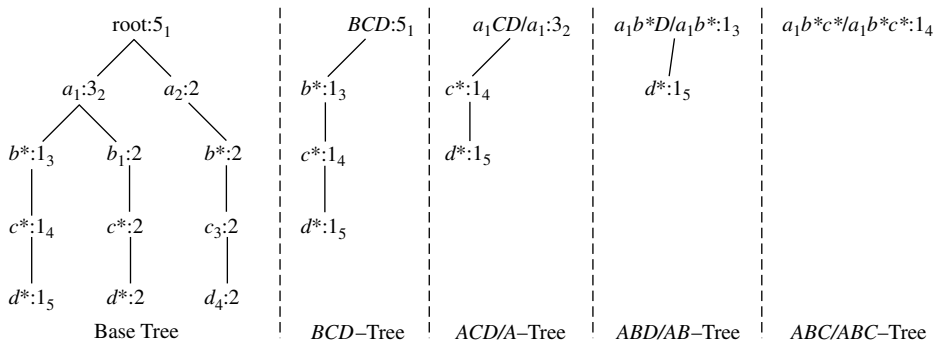 root:5₁ BCD:5₁ a₁CD/a₁:3₂ a₁b*D/a₁b*:1₃ a₁b*c*/a₁b*c*:1₄
a₁:3₂ a₂:2 b*:1₃ c*:1₄ d*:1₅
b*:1₃ b₁:2 b*:2 c*:1₄ d*:1₅
c*:1₄ c*:2 c₃:2 d*:1₅
d*:1₅ d*:2 d₄:2
Base Tree BCD–Tree ACD/A–Tree ABD/AB–Tree ABC/ABC–Tree